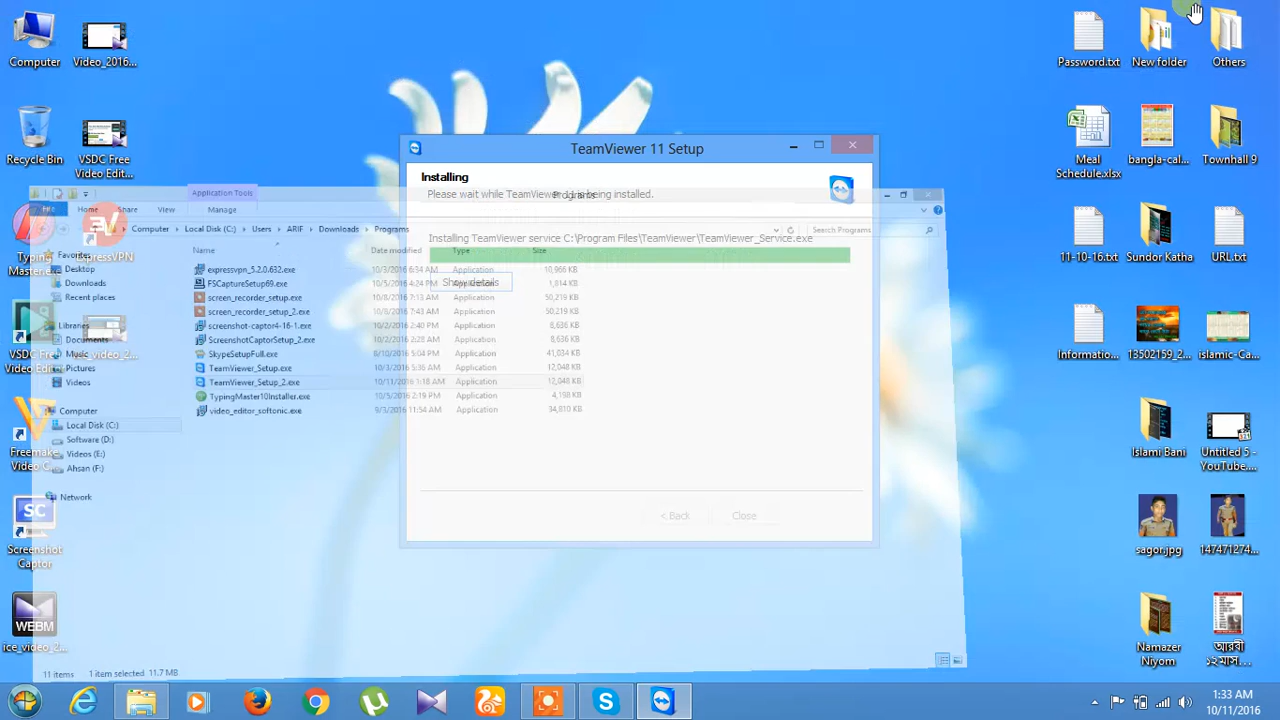 Computer
Video_2016...
Recycle Bin
VSDC Free
Video Edit...
Typing
Master...
ExpressVPN
VSDC Free
Video Edi
ice_video_2...
Freemake
Video C
SC
Screenshot
Captor
WEBM
ice_video_2...
Password.txt
New folder
Others
Meal
Schedule.xlsx
bangla-cal...
Townhall 9
11-10-16.txt
Sundor Katha
URL.txt
Informatio...
13502159_2...
islamic-Ca...
Islami Bani
Untitled 5 -
YouTube....
sagor.jpg
147471274...
Namazer
Niyom
আরবী
১২ মাস...
TeamViewer 11 Setup
Installing
Please wait while TeamViewer 11 is being installed.
Installing TeamViewer service C:\Program Files\TeamViewer\TeamViewer_Service.exe
Show details
< Back
Close
Programs
Application Tools
File
Home
Share
View
Manage
Computer
Local Disk (C:)
Users
ARIF
Downloads
Programs
Search Programs
Name
Date modified
Type
Size
Favorites
Desktop
Downloads
Recent places
Libraries
Documents
Music
Pictures
Videos
Computer
Local Disk (C:)
Software (D:)
Videos (E:)
Ahsan (F:)
Network
expressvpn_5.2.0.632.exe 10/3/2016 6:34 AM Application 10,966 KB
FSCaptureSetup69.exe 10/5/2016 4:24 PM Application 1,814 KB
screen_recorder_setup.exe 10/8/2016 7:13 AM Application 50,219 KB
screen_recorder_setup_2.exe 10/8/2016 7:43 AM Application 50,219 KB
screenshot-captor4-16-1.exe 10/2/2016 2:40 PM Application 8,636 KB
ScreenshotCaptorSetup_2.exe 10/2/2016 2:28 PM Application 8,636 KB
SkypeSetupFull.exe 8/10/2016 5:04 PM Application 41,034 KB
TeamViewer_Setup.exe 10/3/2016 5:35 AM Application 12,048 KB
TeamViewer_Setup_2.exe 10/11/2016 1:18 AM Application 12,048 KB
TypingMaster10Installer.exe 10/5/2016 2:19 PM Application 4,198 KB
video_editor_softonic.exe 9/3/2016 11:54 AM Application 34,810 KB
11 items
1 item selected 11.7 MB
1:33 AM
10/11/2016